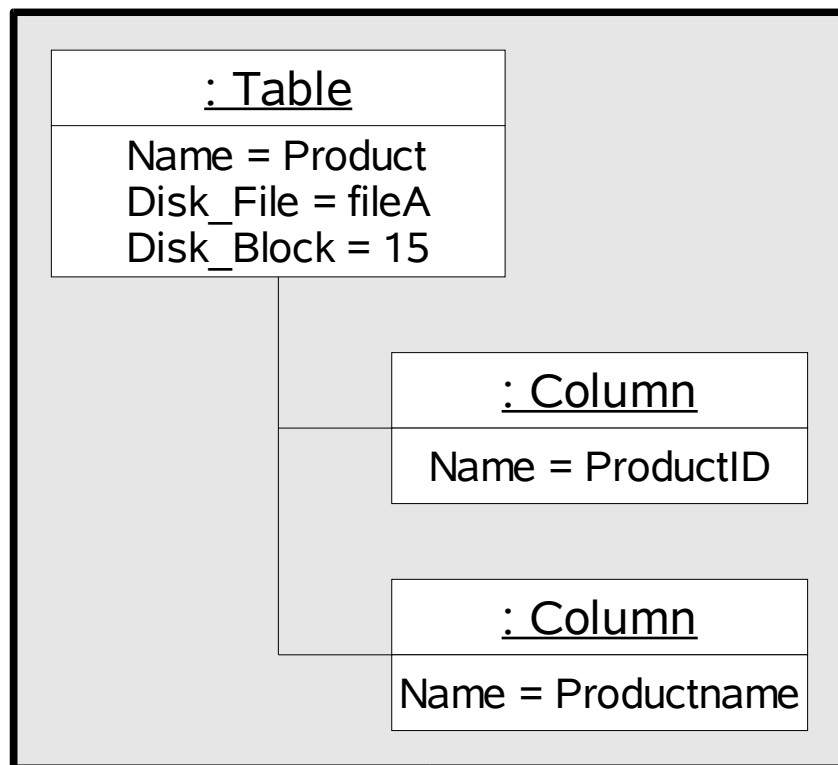 : Table
Name = Product
Disk_File = fileA
Disk_Block = 15
: Column
Name = ProductID
: Column
Name = Productname